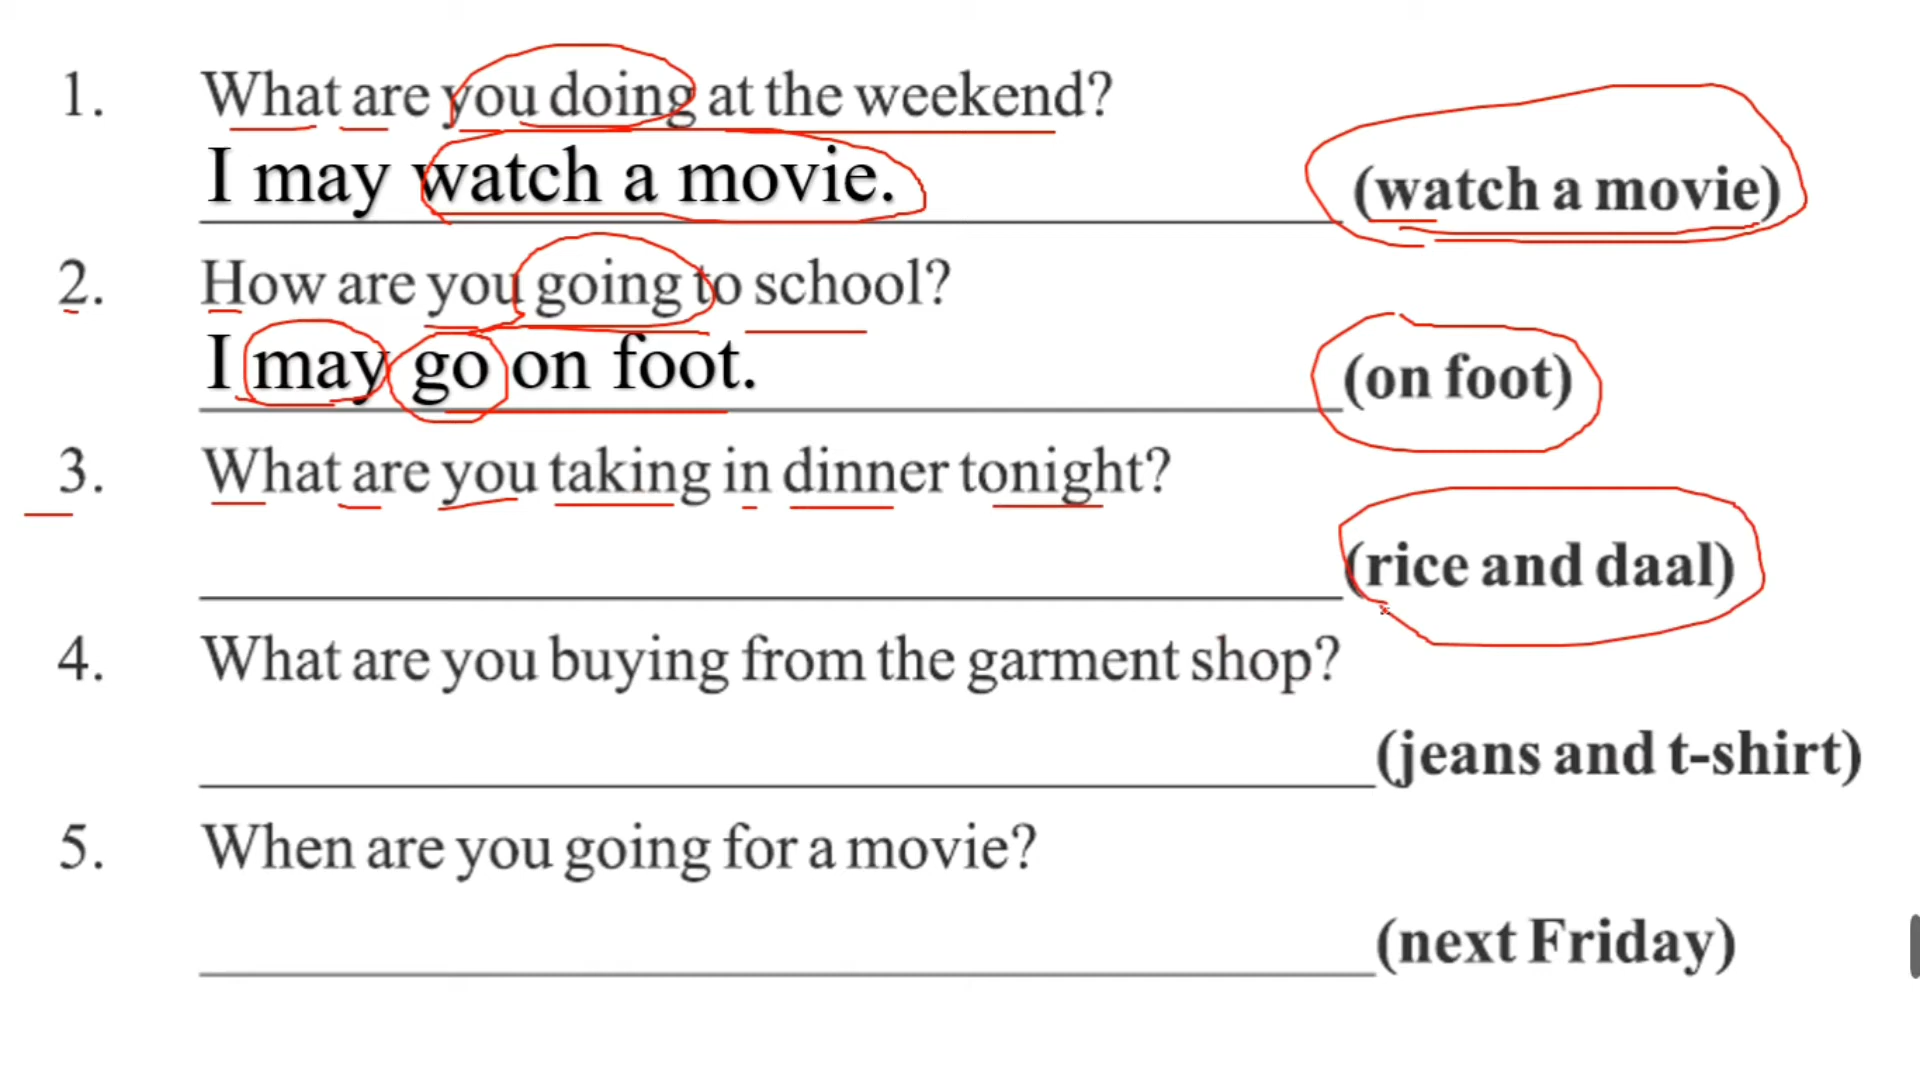 1. What are you doing at the weekend?
I may watch a movie. (watch a movie)
2. How are you going to school?
I may go on foot. (on foot)
3. What are you taking in dinner tonight?
(rice and daal)
4. What are you buying from the garment shop?
(jeans and t-shirt)
5. When are you going for a movie?
(next Friday)